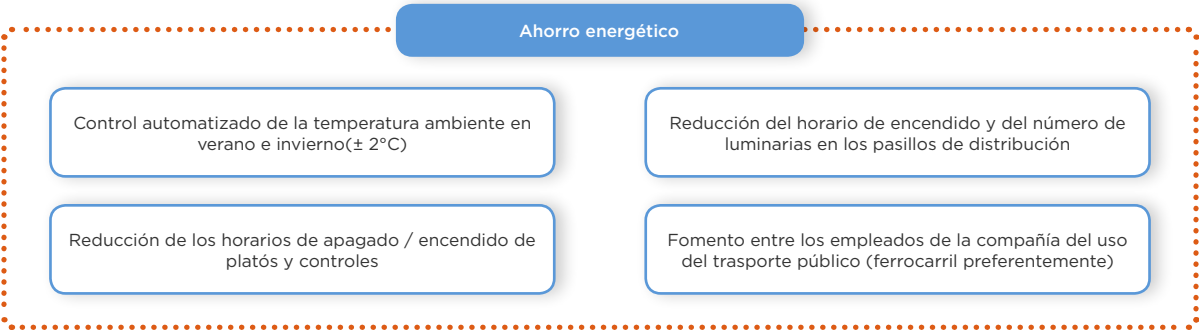 Ahorro energético
Control automatizado de la temperatura ambiente en
verano e invierno(± 2°C)
Reducción del horario de encendido y del número de
luminarias en los pasillos de distribución
Reducción de los horarios de apagado / encendido de
platós y controles
Fomento entre los empleados de la compañía del uso
del trasporte público (ferrocarril preferentemente)